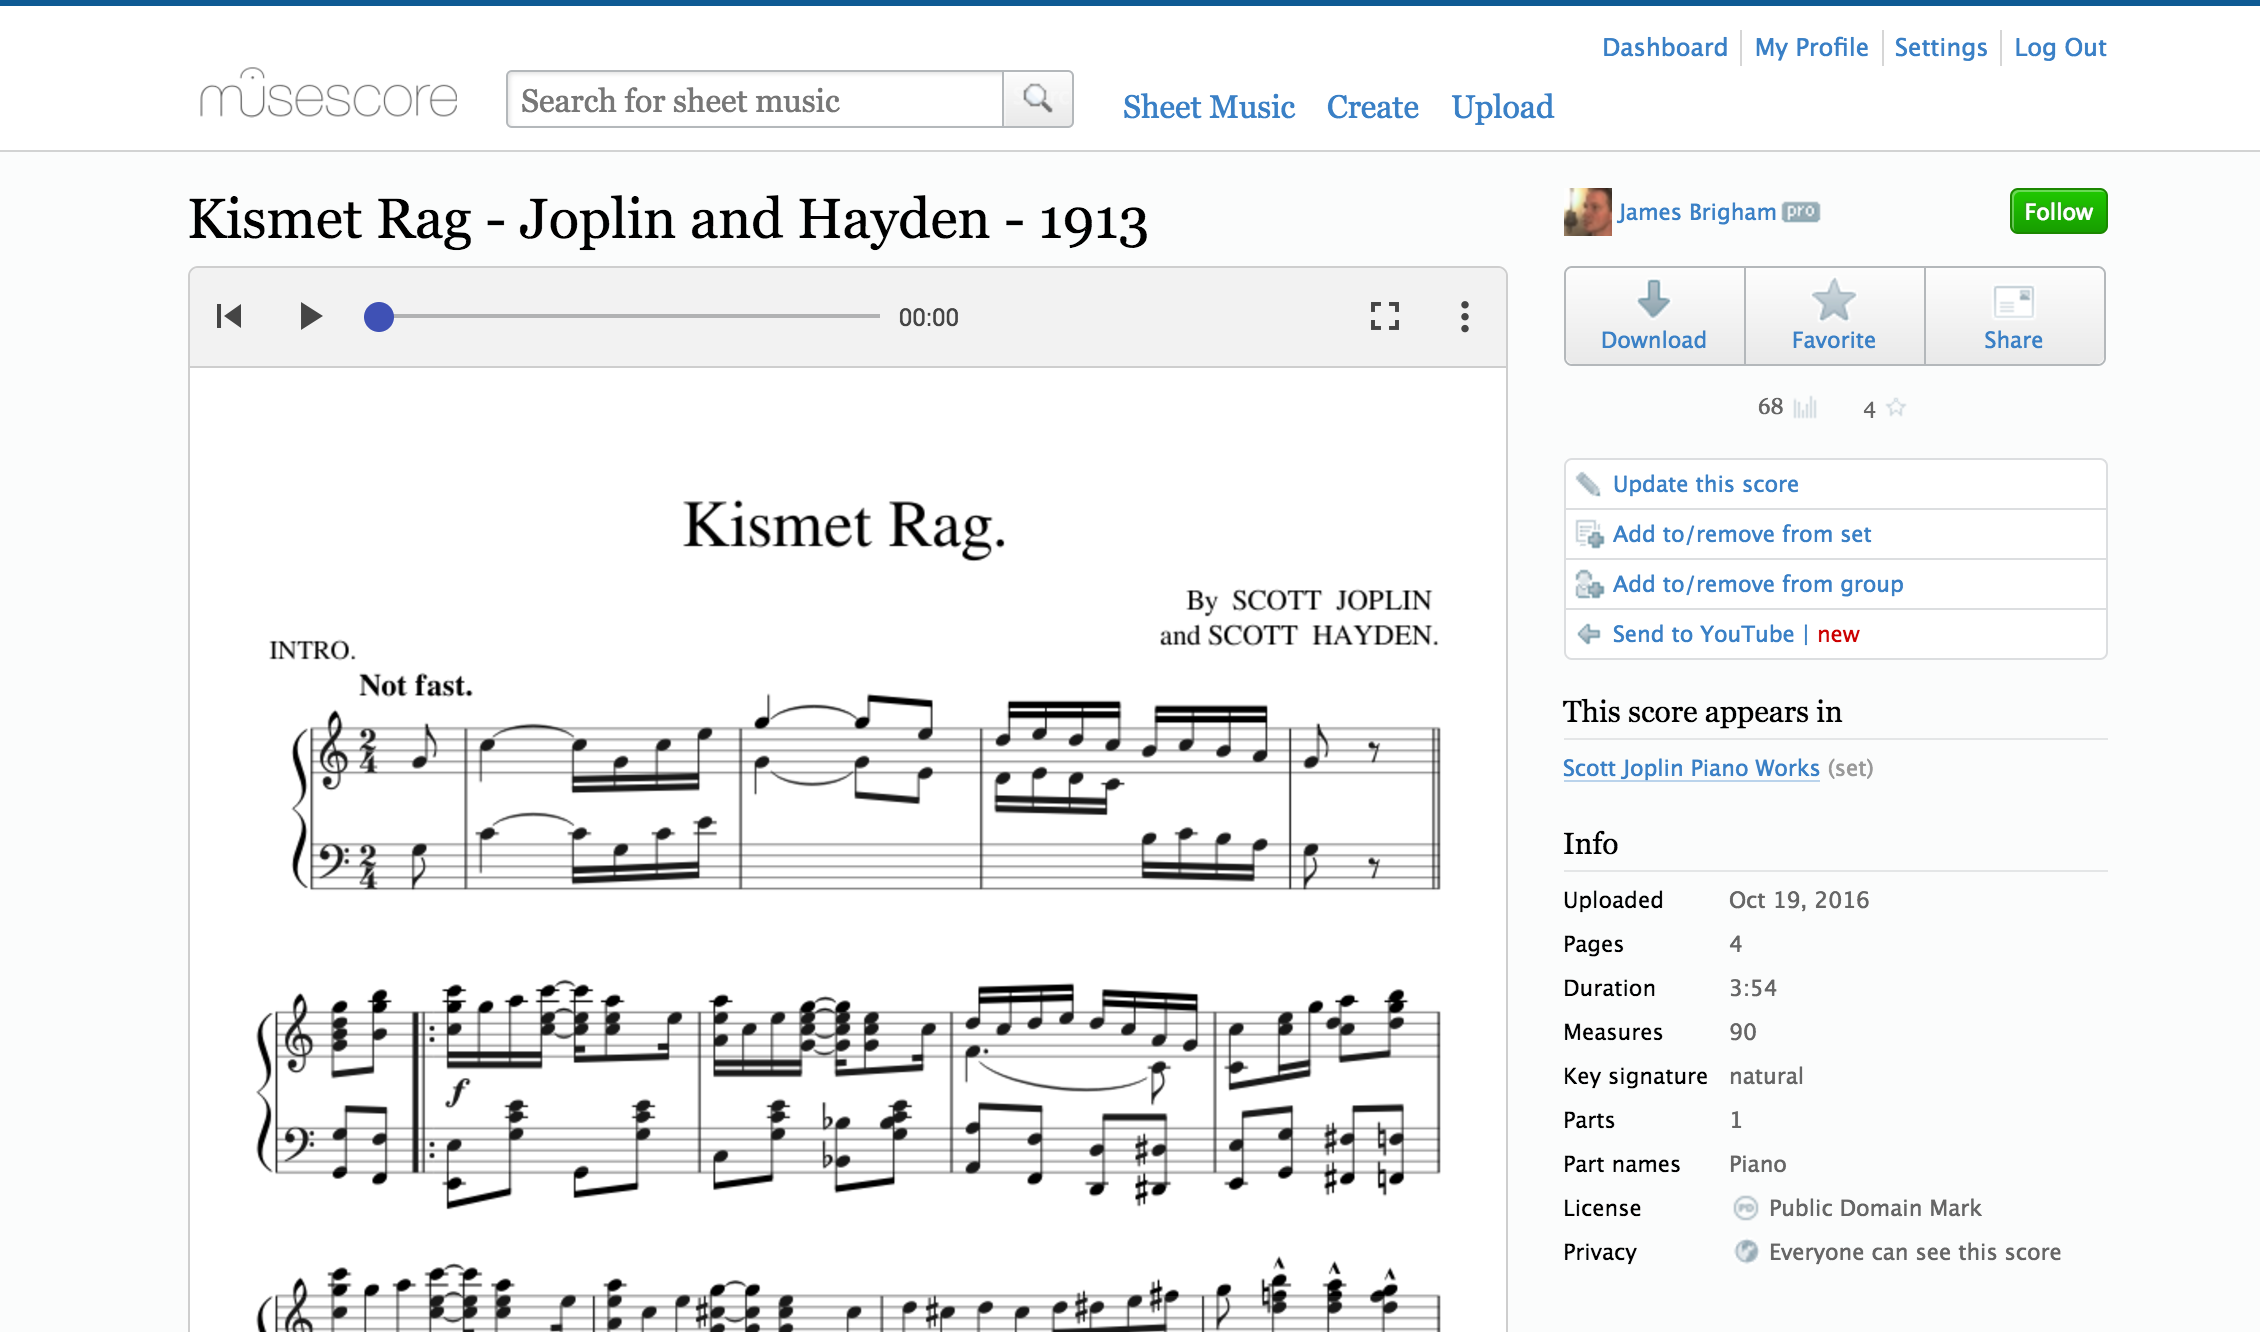 Dashboard My Profile Settings Log Out
musescore
Search for sheet music
Sheet Music Create Upload
Kismet Rag - Joplin and Hayden - 1913
James Brigham pro
Follow
00:00
Download Favorite Share
68 4
Kismet Rag.
By SCOTT JOPLIN
and SCOTT HAYDEN.
INTRO.
Not fast.
2
4
2
4
f
Update this score
Add to/remove from set
Add to/remove from group
Send to YouTube | new
This score appears in
Scott Joplin Piano Works (set)
Info
Uploaded Oct 19, 2016
Pages 4
Duration 3:54
Measures 90
Key signature natural
Parts 1
Part names Piano
License PD Public Domain Mark
Privacy Everyone can see this score